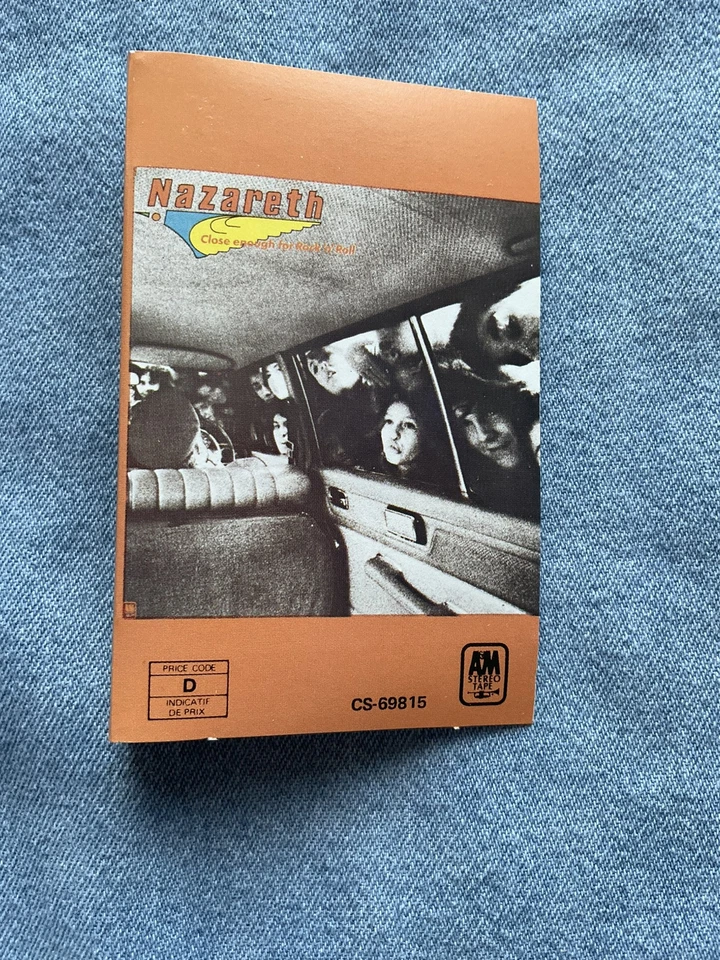 Nazareth
Close enough for Rock 'n' Roll
PRICE CODE
D
INDICATIF
DE PRIX
CS-69815
A&M
STEREO
TAPE